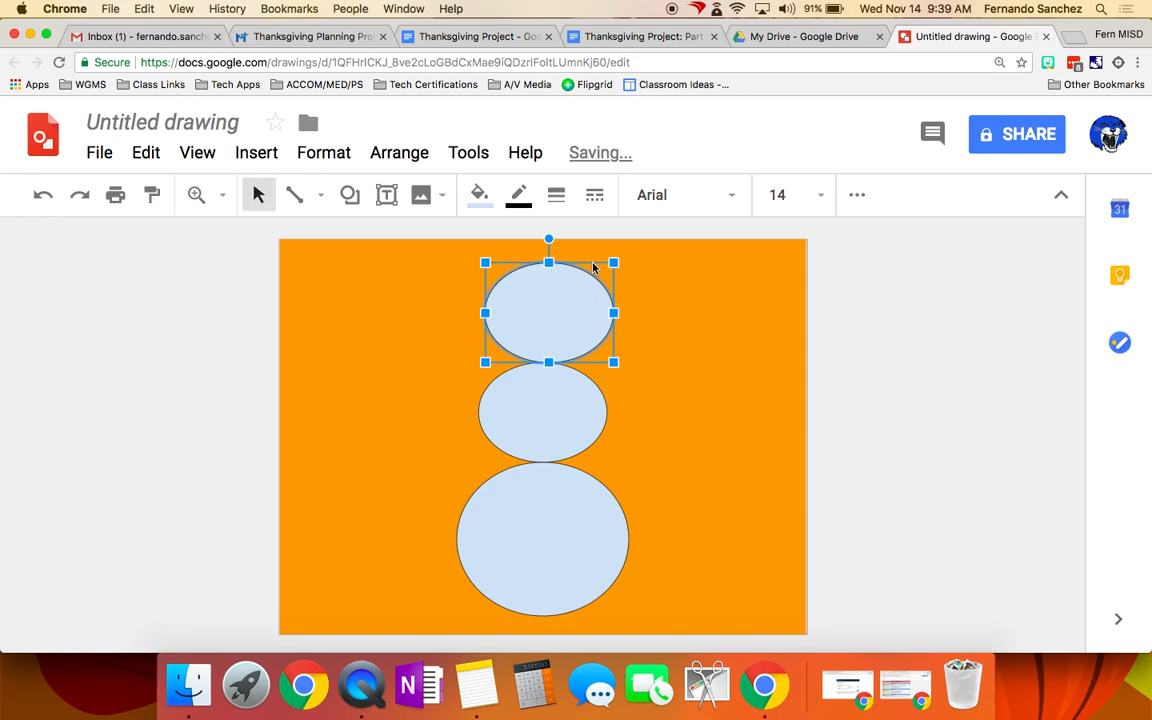 Chrome File Edit View History Bookmarks People Window Help 91% Wed Nov 14 9:39 AM Fernando Sanchez
Inbox (1) - fernando.sanch Thanksgiving Planning Proj Thanksgiving Project - Goo Thanksgiving Project: Part My Drive - Google Drive Untitled drawing - Google Fern MISD
Secure https://docs.google.com/drawings/d/1QFHrICKJ_8ve2cLoGBdCxMae9iQDzrlFoltLUmnKj60/edit
Apps WGMS Class Links Tech Apps ACCOM/MED/PS Tech Certifications A/V Media Flipgrid Classroom Ideas -... Other Bookmarks
Untitled drawing
SHARE
File Edit View Insert Format Arrange Tools Help Saving...
Arial 14
31